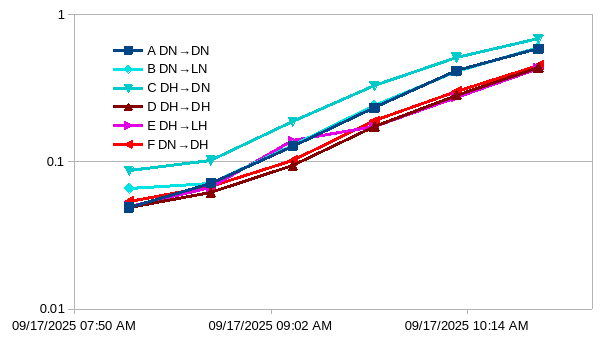 1
A DN→DN
B DN→LN
C DH→DN
D DH→DH
E DH→LH
F DN→DH
0.1
0.01
09/17/2025 07:50 AM 09/17/2025 09:02 AM 09/17/2025 10:14 AM